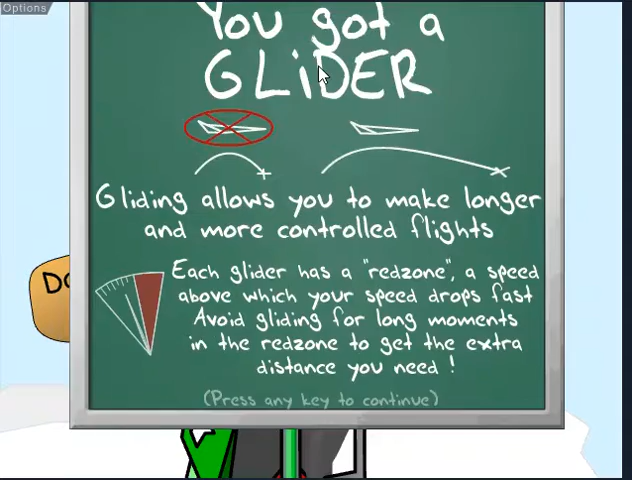 Options
You got a
GLiDER
Gliding allows you to make longer
and more controlled flights
Each glider has a "redzone", a speed
above which your speed drops fast
Avoid gliding for long moments
in the redzone to get the extra
distance you need !
(Press any key to continue)